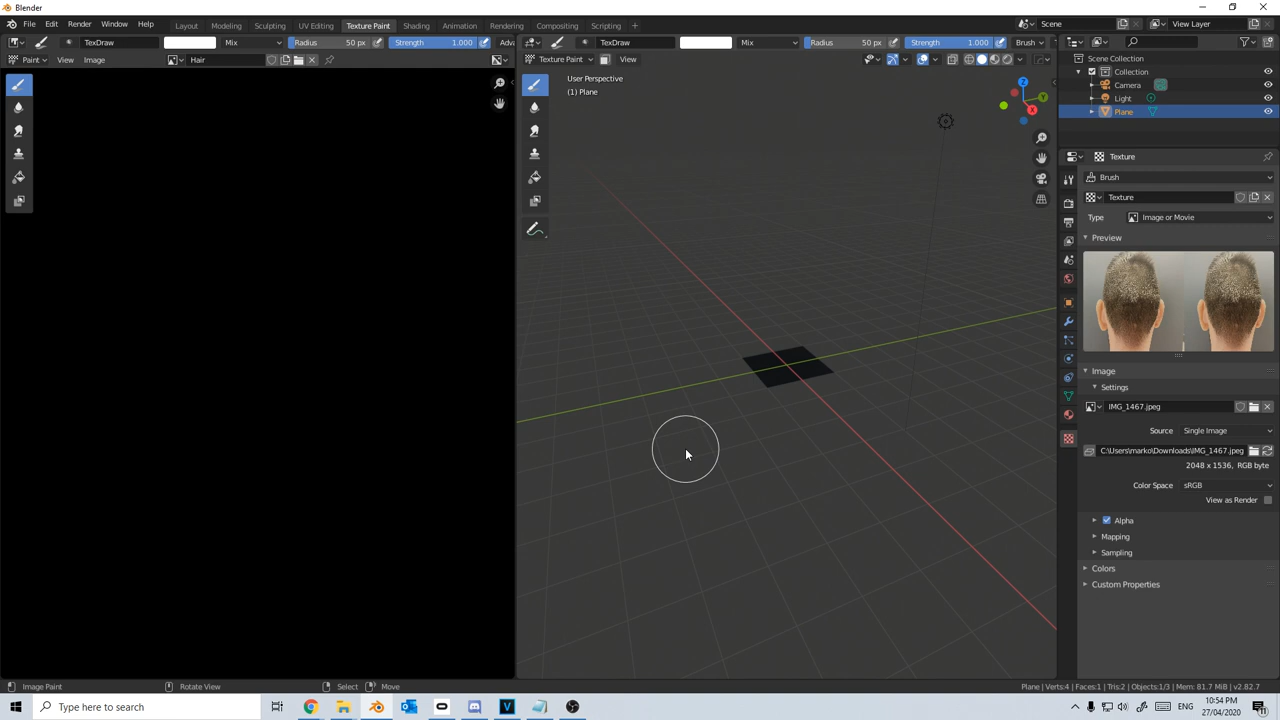 Blender
File Edit Render Window Help Layout Modeling Sculpting UV Editing Texture Paint Shading Animation Rendering Compositing Scripting + Scene View Layer
TexDraw Mix Radius 50 px Strength 1.000 Adv
TexDraw Mix Radius 50 px Strength 1.000 Brush
Paint View Image Hair
Texture Paint View
User Perspective
(1) Plane
Z
Y
X
Scene Collection
Collection
Camera
Light
Plane
Texture
Brush
Texture
Type Image or Movie
Preview
Image
Settings
IMG_1467.jpeg
Source Single Image
C:\Users\marko\Downloads\IMG_1467.jpeg
2048 x 1536, RGB byte
Color Space sRGB
View as Render
Alpha
Mapping
Sampling
Colors
Custom Properties
Image Paint Rotate View Select Move Plane | Verts:4 | Faces:1 | Tris:2 | Objects:1/3 | Mem: 81.7 MiB | v2.82.7
Type here to search
ENG
10:54 PM
27/04/2020